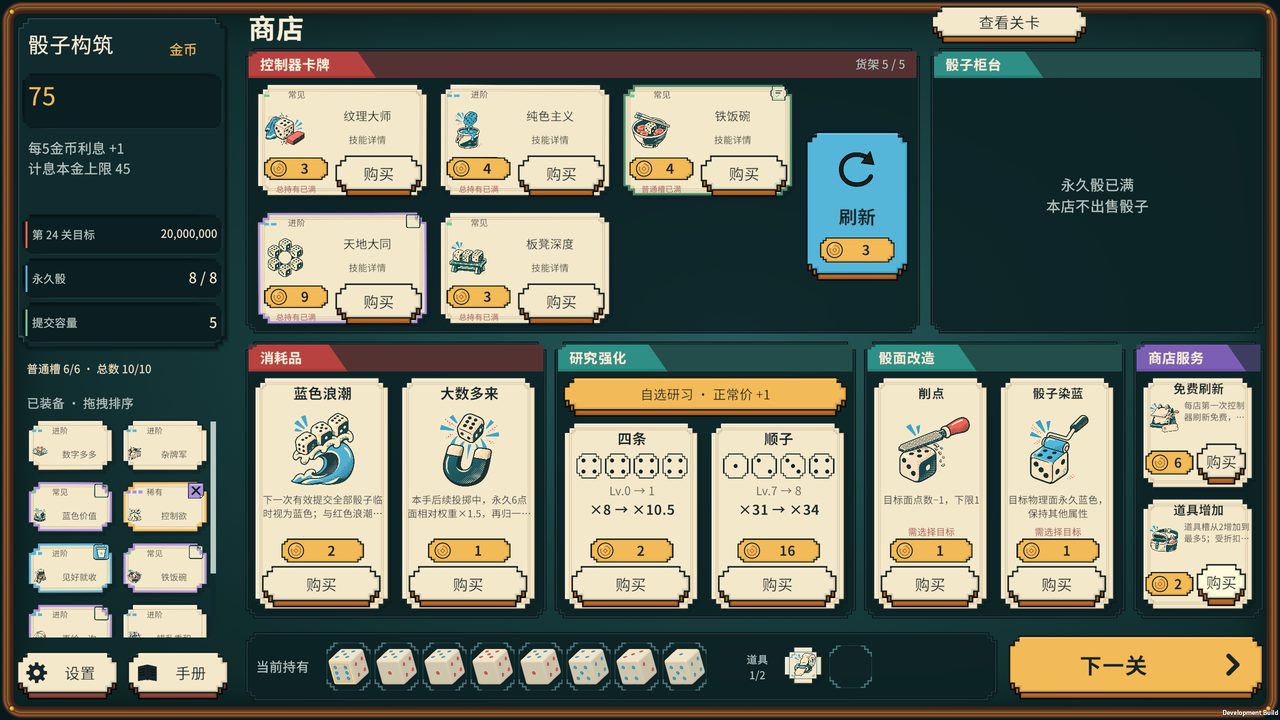 骰子构筑
金币
75
每5金币利息 +1
计息本金上限 45
第 24 关目标
20,000,000
永久骰
8 / 8
提交容量
5
普通槽 6/6 · 总数 10/10
已装备 · 拖拽排序
进阶
数字多多
进阶
杂牌军
常见
蓝色价值
稀有
控制欲
进阶
见好就收
常见
铁饭碗
进阶
进阶
设置
手册
商店
查看关卡
控制器卡牌
货架 5 / 5
常见
纹理大师
技能详情
3
购买
总持有已满
进阶
纯色主义
技能详情
4
购买
总持有已满
常见
铁饭碗
技能详情
4
购买
普通槽已满
进阶
天地大同
技能详情
9
购买
总持有已满
常见
板凳深度
技能详情
3
购买
总持有已满
刷新
3
骰子柜台
永久骰已满
本店不出售骰子
消耗品
蓝色浪潮
下一次有效提交全部骰子临
时视为蓝色；与红色浪潮…
2
购买
大数多来
本手后续投掷中，永久6点
面相对权重×1.5，再归一…
1
购买
研究强化
自选研习 · 正常价 +1
四条
Lv.0 → 1
×8 → ×10.5
2
购买
顺子
Lv.7 → 8
×31 → ×34
16
购买
骰面改造
削点
目标面点数−1，下限1
需选择目标
1
购买
骰子染蓝
目标物理面永久蓝色，
保持其他属性
需选择目标
1
购买
商店服务
免费刷新
每店第一次控制
器刷新免费，…
6
购买
道具增加
道具槽从2增加到
最多5；受折扣…
2
购买
当前持有
道具
1/2
下一关
Development Build